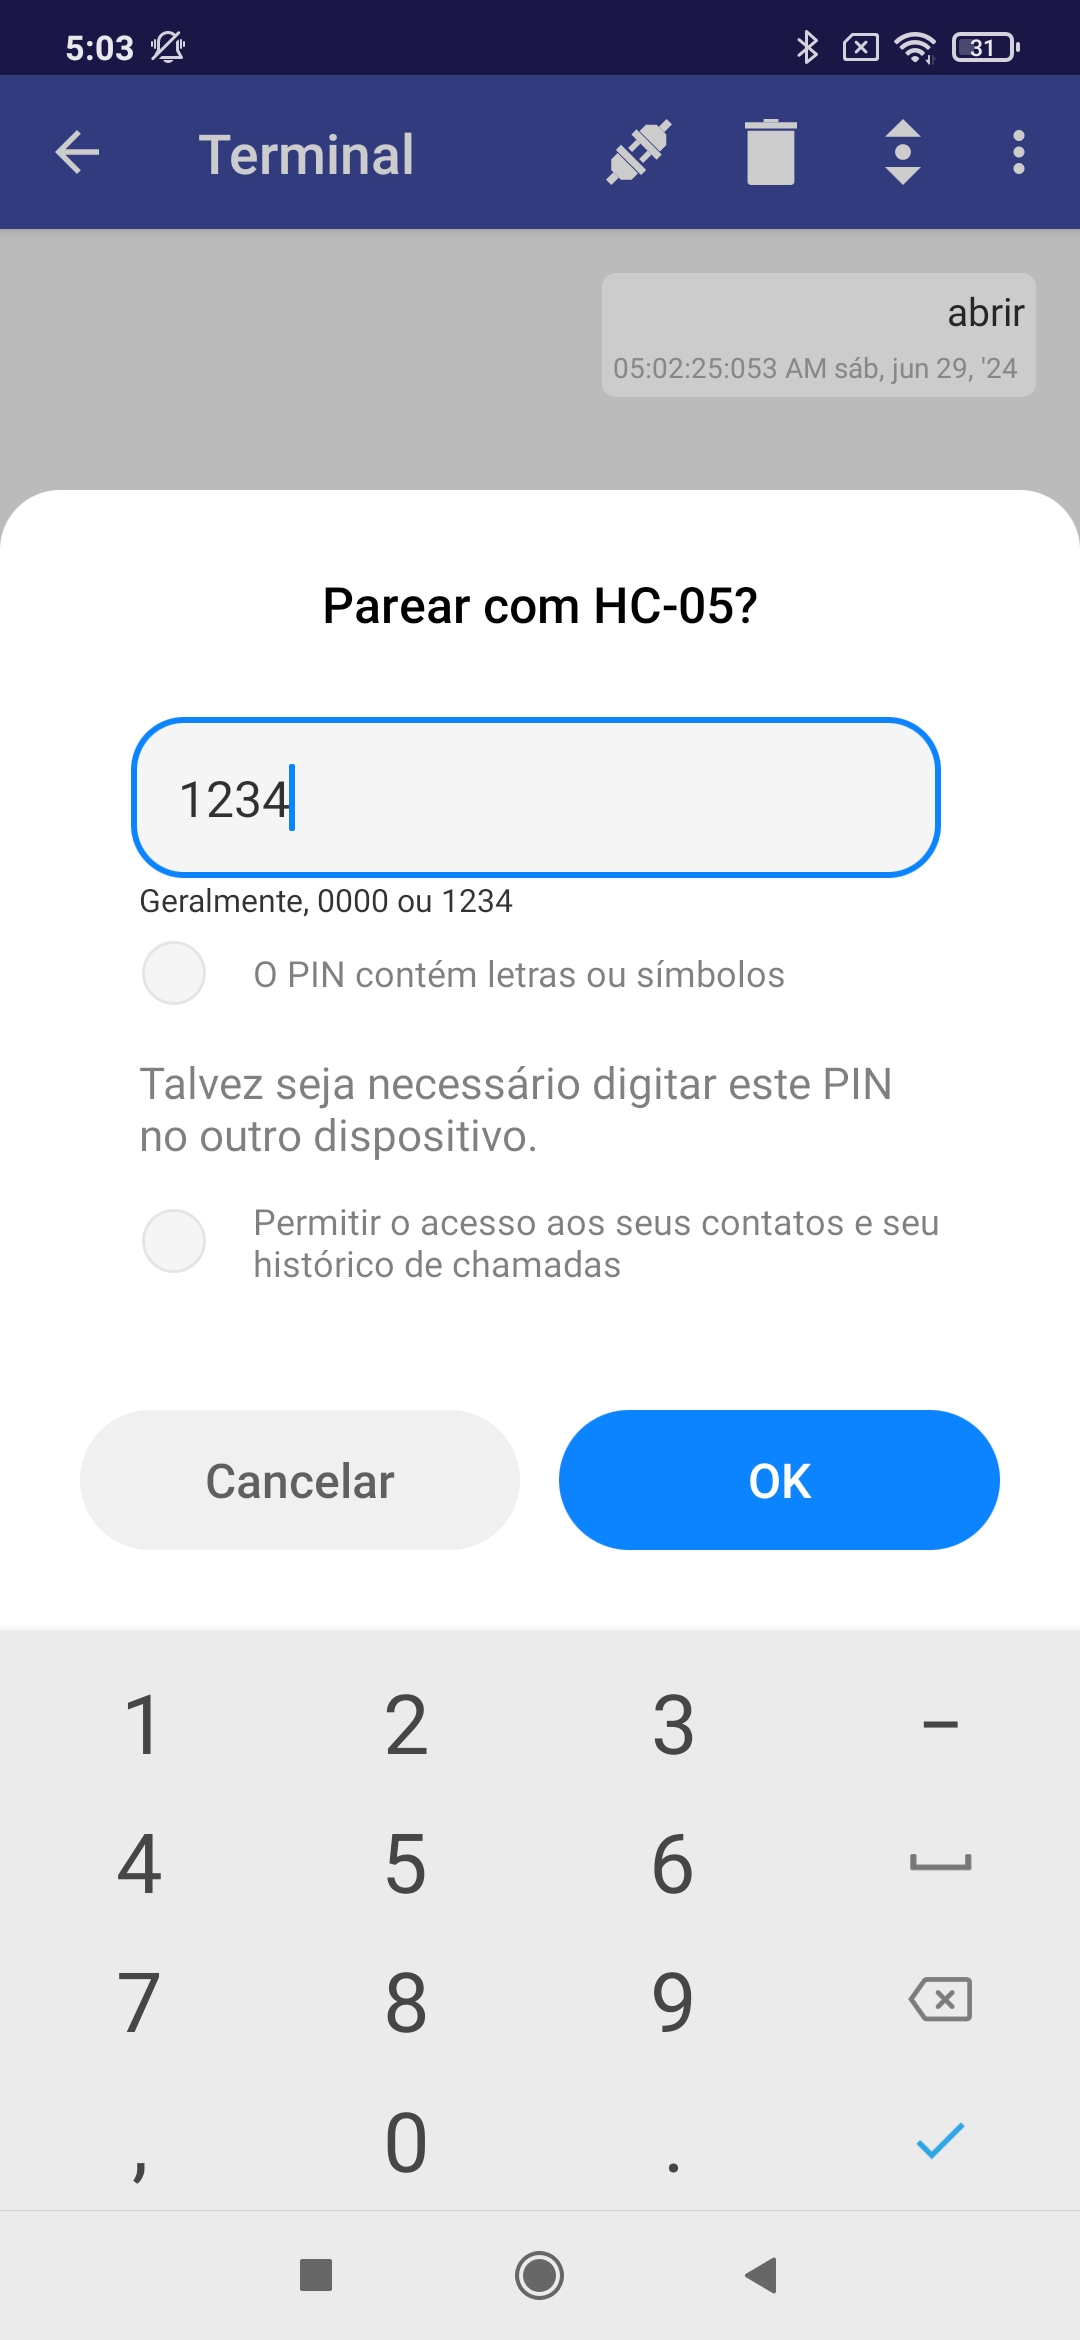 5:03
31
Terminal
abrir
05:02:25:053 AM sáb, jun 29, '24
Parear com HC-05?
1234
Geralmente, 0000 ou 1234
O PIN contém letras ou símbolos
Talvez seja necessário digitar este PIN
no outro dispositivo.
Permitir o acesso aos seus contatos e seu
histórico de chamadas
Cancelar OK
1 2 3 –
4 5 6
7 8 9
, 0 .